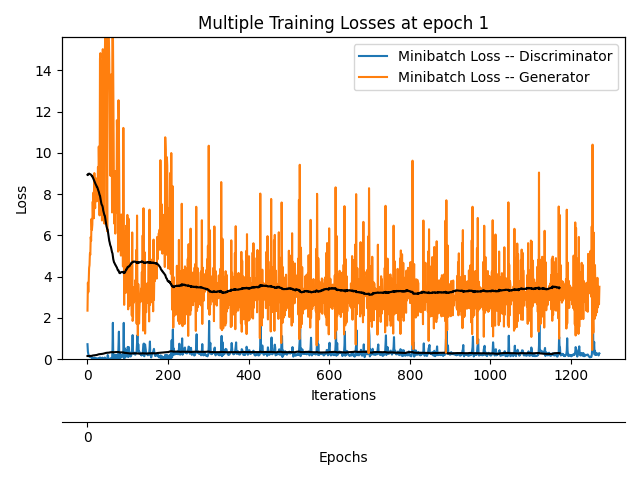 Multiple Training Losses at epoch 1
Minibatch Loss -- Discriminator
Minibatch Loss -- Generator
14
12
10
8
6
4
2
0
Loss
0 200 400 600 800 1000 1200
Iterations
0
Epochs